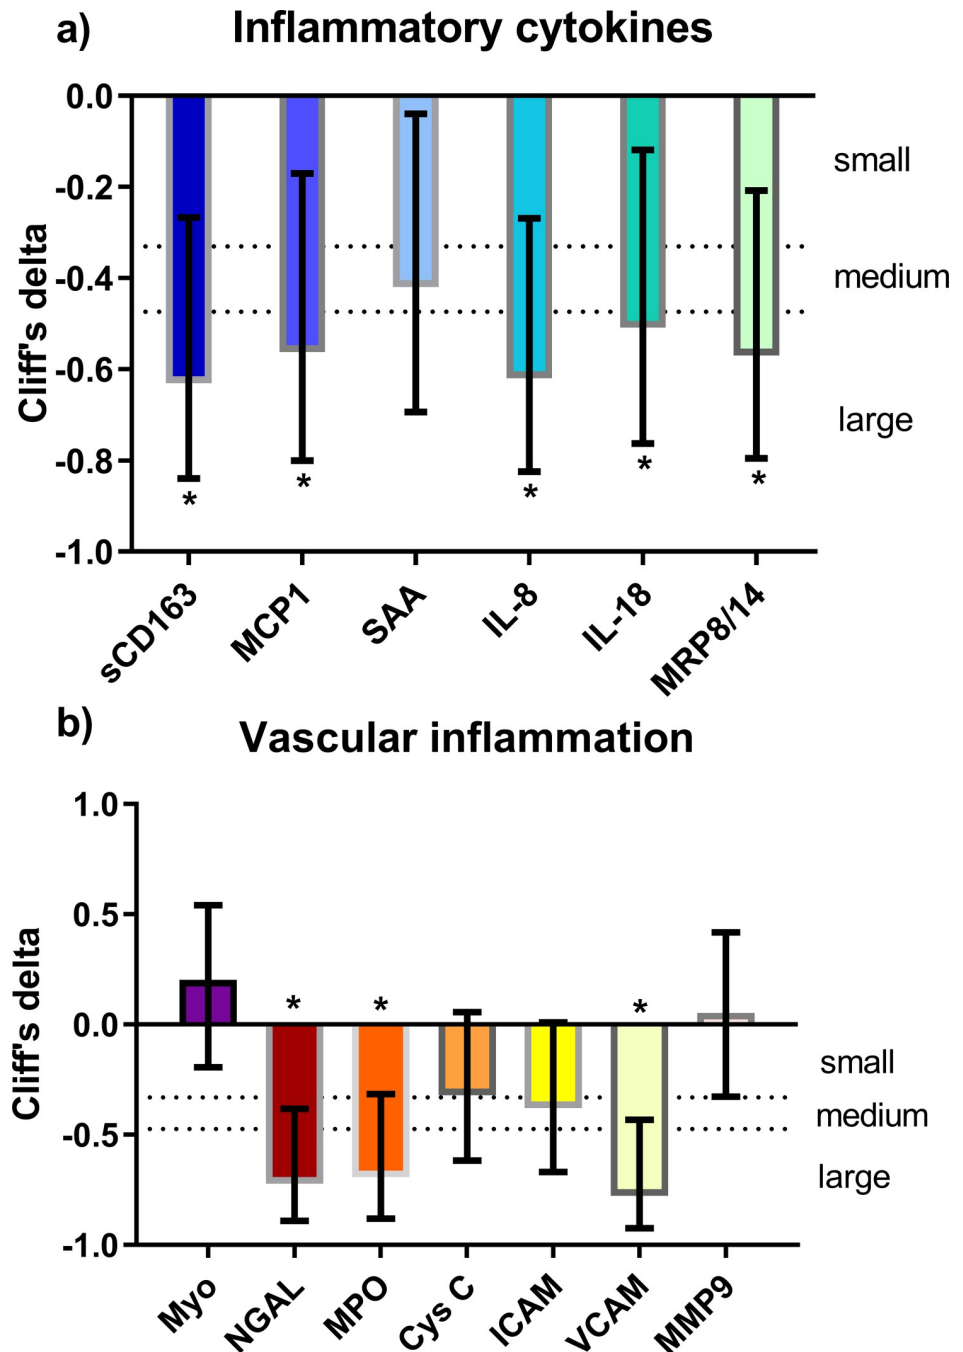 a)
Inflammatory cytokines
Cliff's delta
0.0
-0.2
-0.4
-0.6
-0.8
-1.0
small
medium
large
* * * * *
sCD163 MCP1 SAA IL-8 IL-18 MRP8/14
b)
Vascular inflammation
Cliff's delta
1.0
0.5
0.0
-0.5
-1.0
* * *
small
medium
large
Myo NGAL MPO Cys C ICAM VCAM MMP9